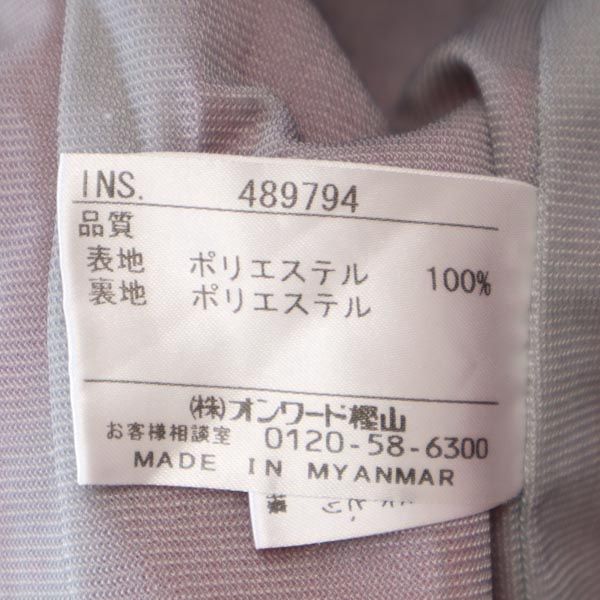 INS. 489794
品質
表地 ポリエステル 100%
裏地 ポリエステル
㈱オンワード樫山
お客様相談室 0120-58-6300
MADE IN MYANMAR